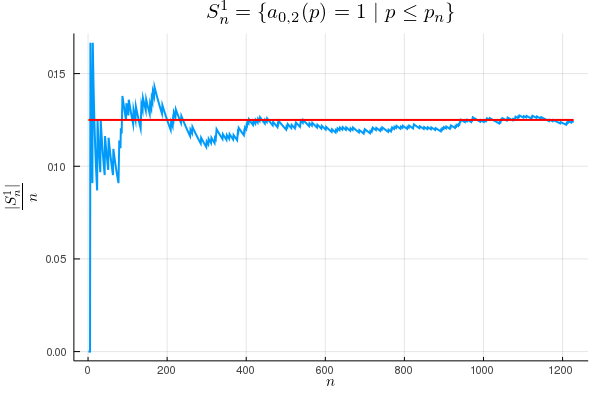 S_n^1 = {a_{0,2}(p) = 1 | p ≤ p_n}
|S_n^1|
n
0.15
0.10
0.05
0.00
0 200 400 600 800 1000 1200
n